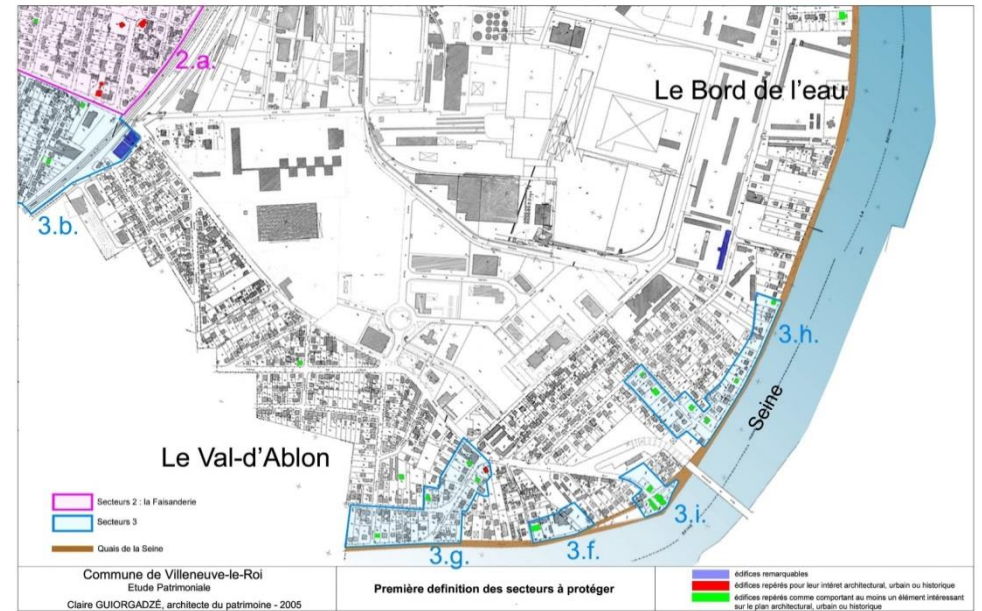 2.a.
Le Bord de l'eau
3.b.
3.h.
Seine
Le Val-d'Ablon
3.i.
3.g.
3.f.
Secteurs 2 : la Faisanderie
Secteurs 3
Quais de la Seine
Commune de Villeneuve-le-Roi
Etude Patrimoniale
Claire GUIORGADZÉ, architecte du patrimoine - 2005
Première definition des secteurs à protéger
édifices remarquables
édifices repérés pour leur intéret architectural, urbain ou historique
édifices repérés comme comportant au moins un élément intéressant
sur le plan architectural, urbain ou historique